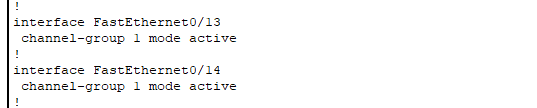 !
interface FastEthernet0/13
 channel-group 1 mode active
!
interface FastEthernet0/14
 channel-group 1 mode active
!